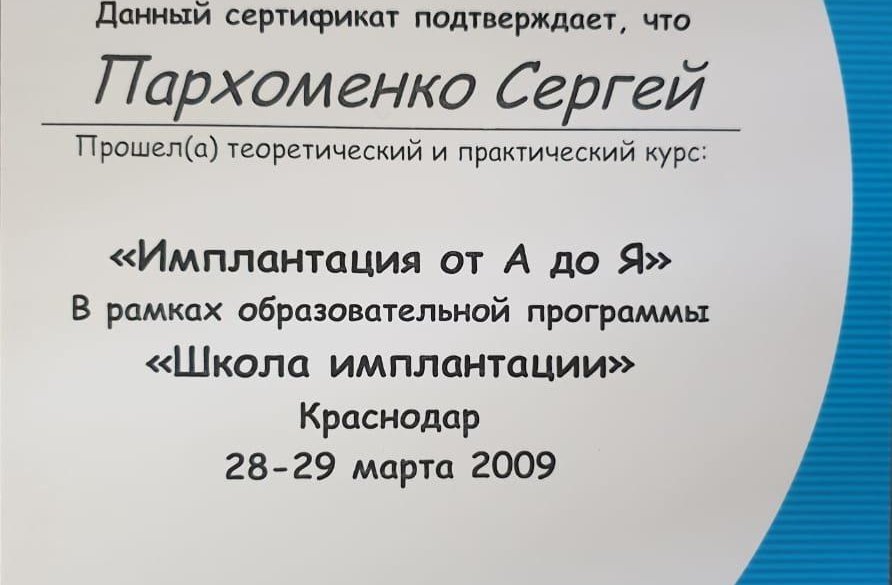 Данный сертификат подтверждает, что
Пархоменко Сергей
Прошел(а) теоретический и практический курс:
«Имплантация от А до Я»
В рамках образовательной программы
«Школа имплантации»
Краснодар
28-29 марта 2009